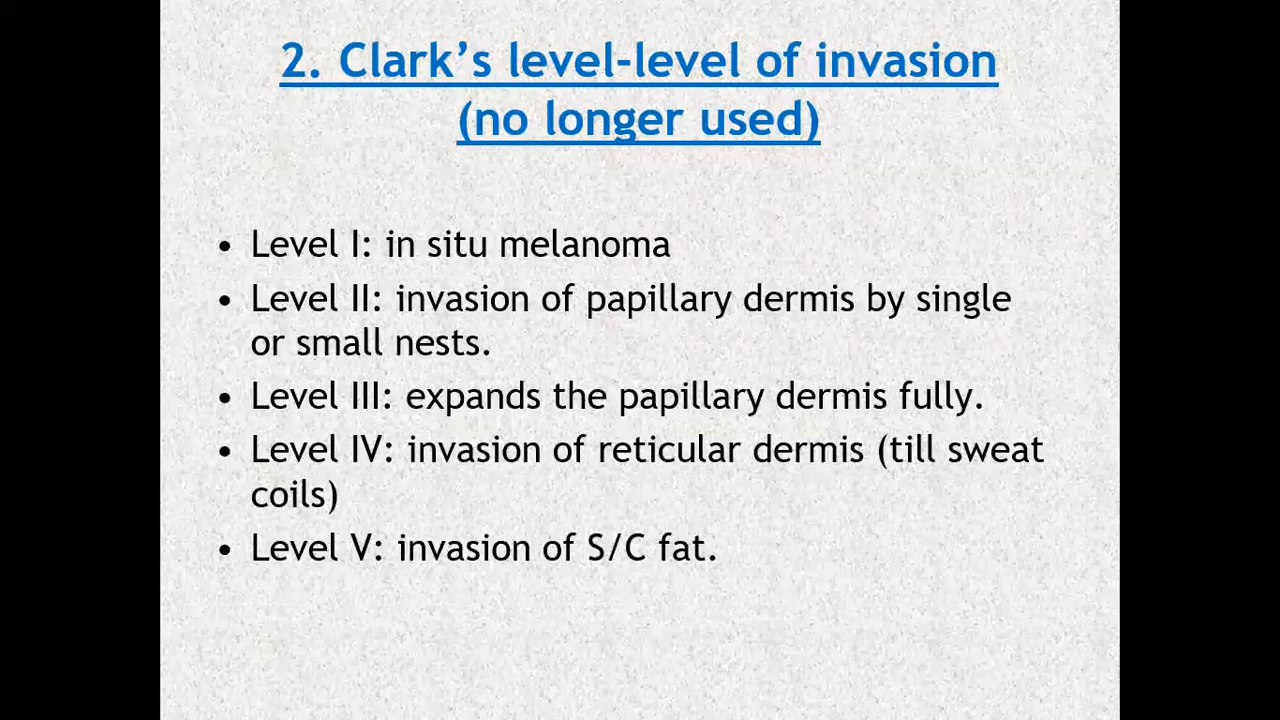 2. Clark’s level-level of invasion
(no longer used)
• Level I: in situ melanoma
• Level II: invasion of papillary dermis by single
or small nests.
• Level III: expands the papillary dermis fully.
• Level IV: invasion of reticular dermis (till sweat
coils)
• Level V: invasion of S/C fat.